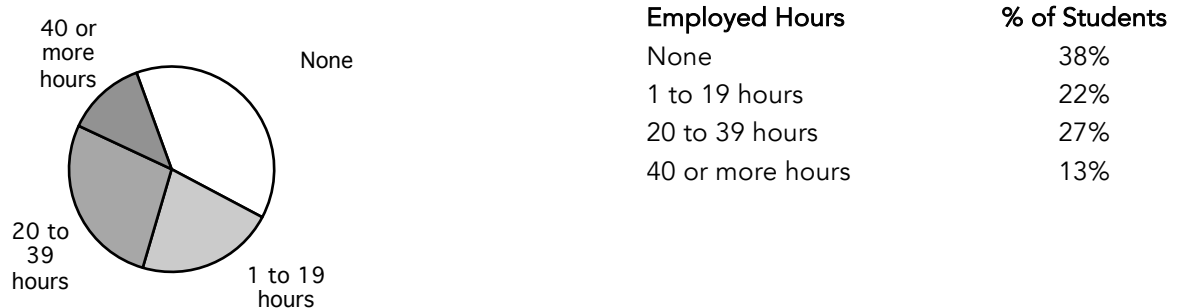 40 or
more
hours
None
20 to
39
hours
1 to 19
hours
Employed Hours % of Students
None 38%
1 to 19 hours 22%
20 to 39 hours 27%
40 or more hours 13%